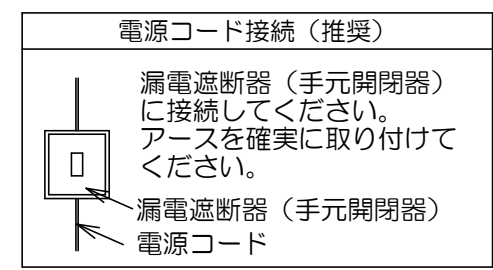 電源コード接続（推奨）
漏電遮断器（手元開閉器）
に接続してください。
アースを確実に取り付けて
ください。
漏電遮断器（手元開閉器）
電源コード